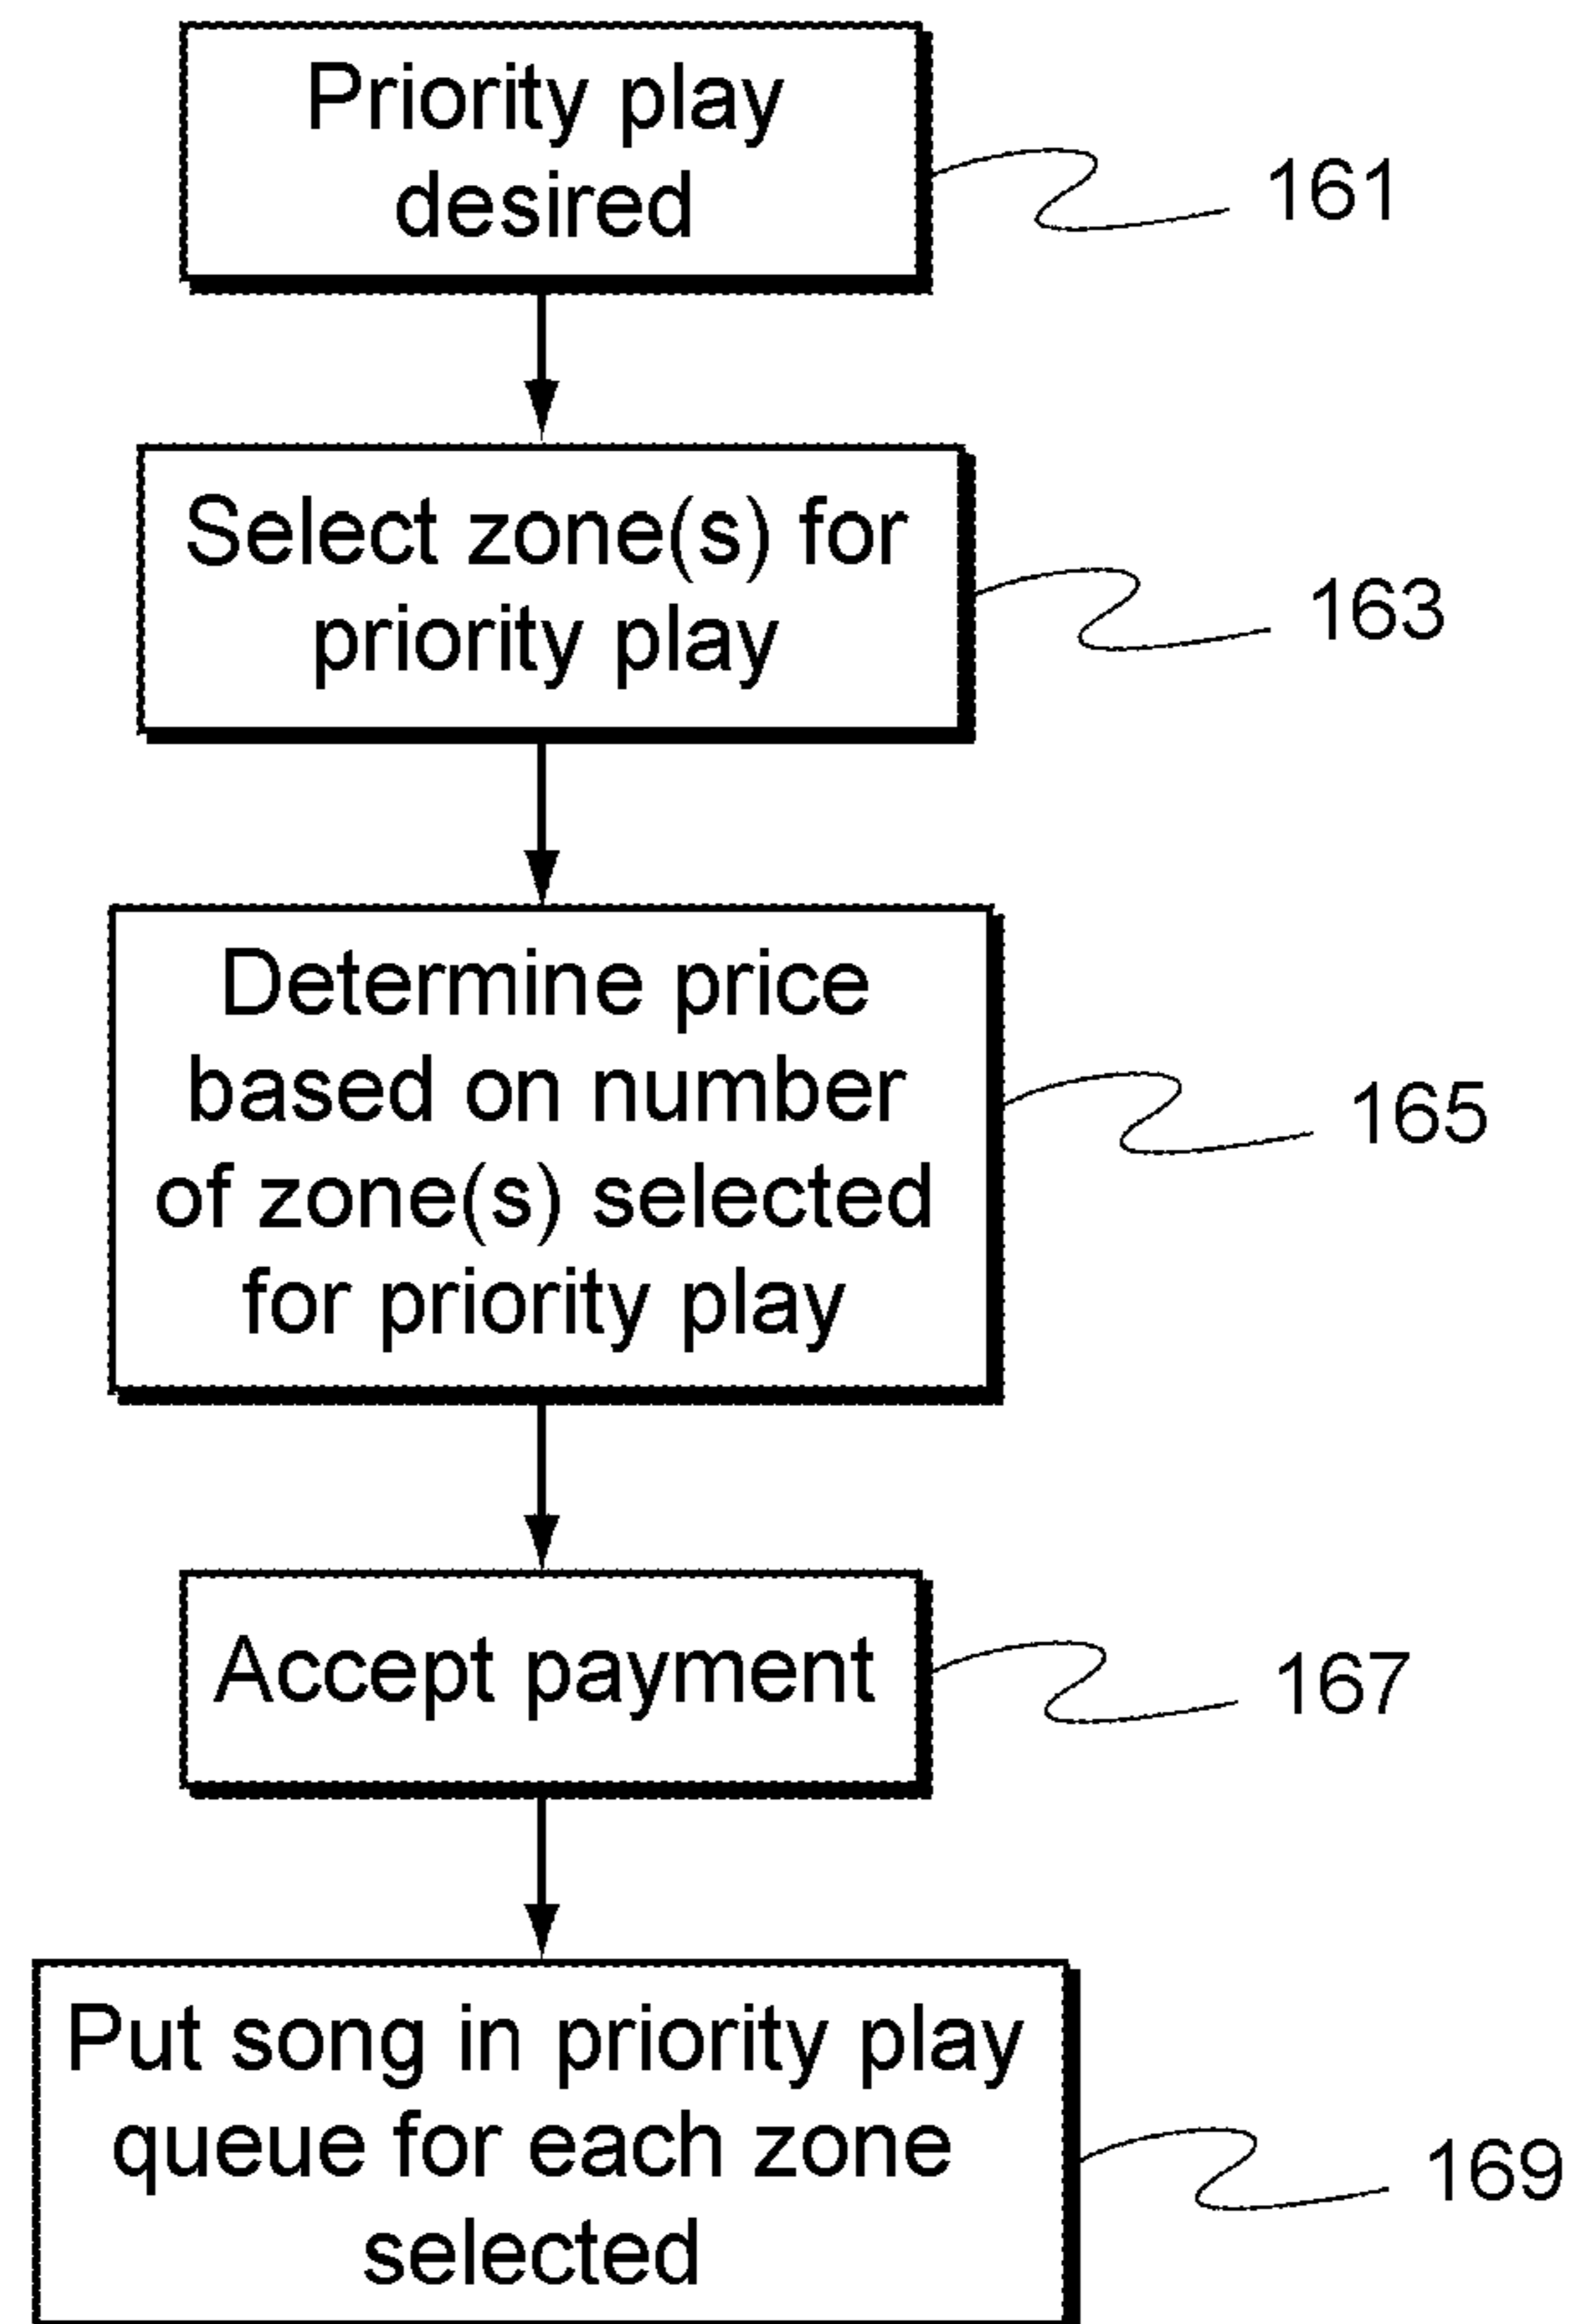 Priority play
desired
161
Select zone(s) for
priority play
163
Determine price
based on number
of zone(s) selected
for priority play
165
Accept payment
167
Put song in priority play
queue for each zone
selected
169